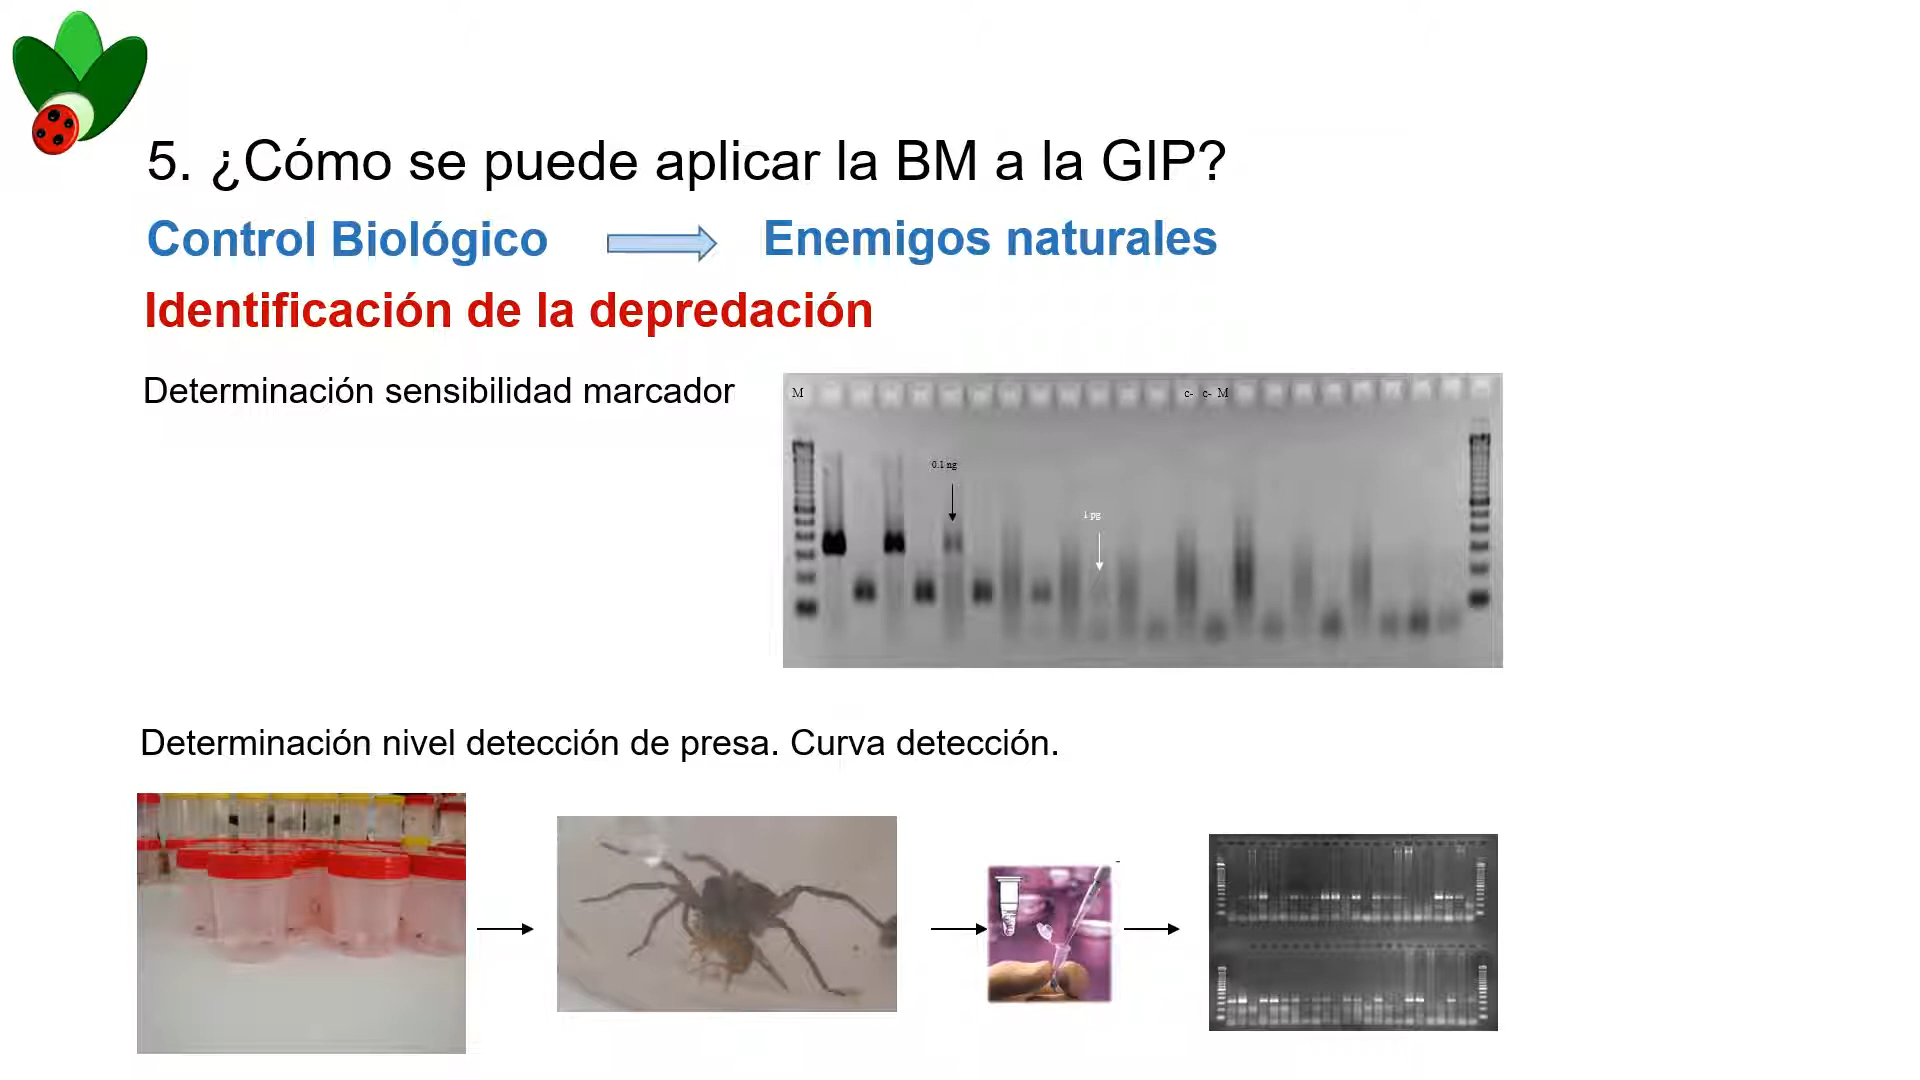 5. ¿Cómo se puede aplicar la BM a la GIP?
Control Biológico
Enemigos naturales
Identificación de la depredación
Determinación sensibilidad marcador
M
c- c- M
0.1 ng
1 pg
Determinación nivel detección de presa. Curva detección.